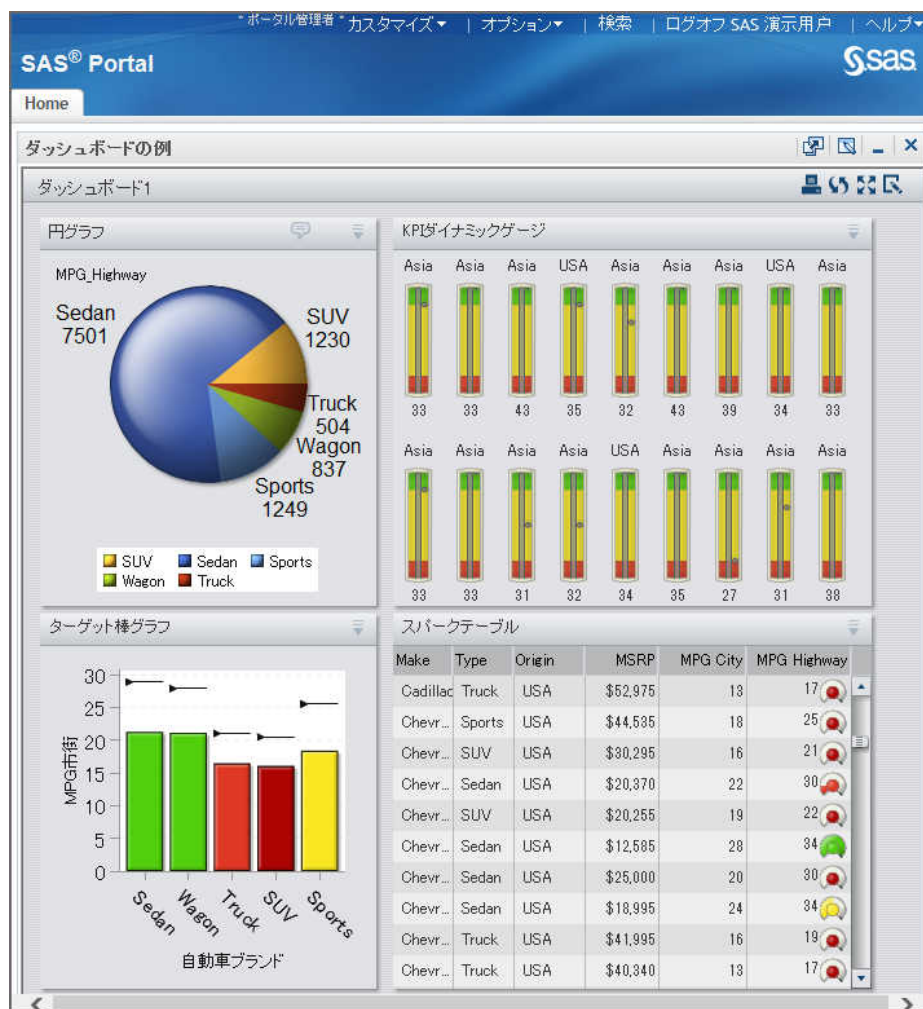 *ポータル管理者* カスタマイズ▼ | オプション▼ | 検索 | ログオフ SAS 演示用户 | ヘルプ▼
SAS® Portal
sas
Home
ダッシュボードの例
ダッシュボード1
円グラフ
MPG_Highway
Sedan
7501
SUV
1230
Truck
504
Wagon
837
Sports
1249
SUV Sedan Sports
Wagon Truck
KPIダイナミックゲージ
Asia Asia Asia USA Asia Asia Asia USA Asia
33 33 43 35 32 43 39 34 33
Asia Asia Asia Asia USA Asia Asia Asia Asia
33 33 31 32 34 35 27 31 38
ターゲット棒グラフ
MPG市街
30
25
20
15
10
5
0
Sedan Wagon Truck SUV Sports
自動車ブランド
スパークテーブル
Make Type Origin MSRP MPG City MPG Highway
Cadillac Truck USA $52,975 13 17
Chevr... Sports USA $44,535 18 25
Chevr... SUV USA $30,295 16 21
Chevr... Sedan USA $20,370 22 30
Chevr... SUV USA $20,255 19 22
Chevr... Sedan USA $12,585 28 34
Chevr... Sedan USA $25,000 20 30
Chevr... Sedan USA $18,995 24 34
Chevr... Truck USA $41,995 16 19
Chevr... Truck USA $40,340 13 17